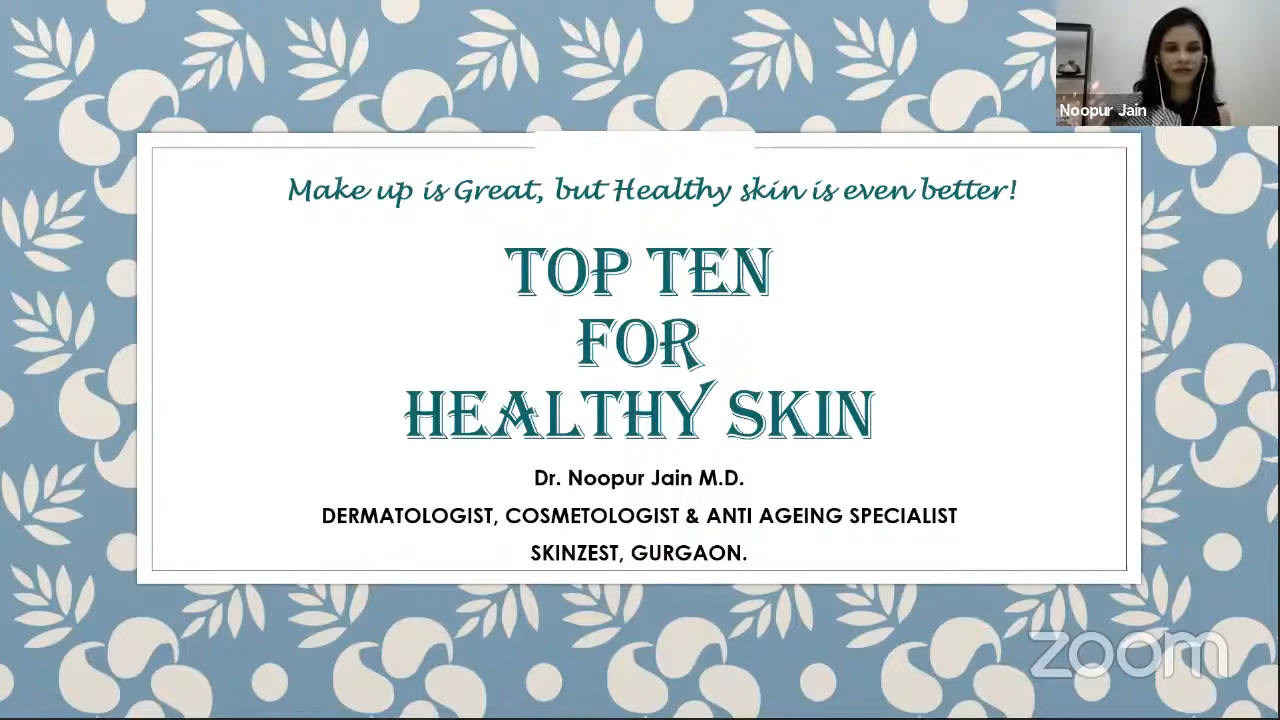 Noopur Jain
Make up is Great, but Healthy skin is even better!
TOP TEN
FOR
HEALTHY SKIN
Dr. Noopur Jain M.D.
DERMATOLOGIST, COSMETOLOGIST & ANTI AGEING SPECIALIST
SKINZEST, GURGAON.
zoom